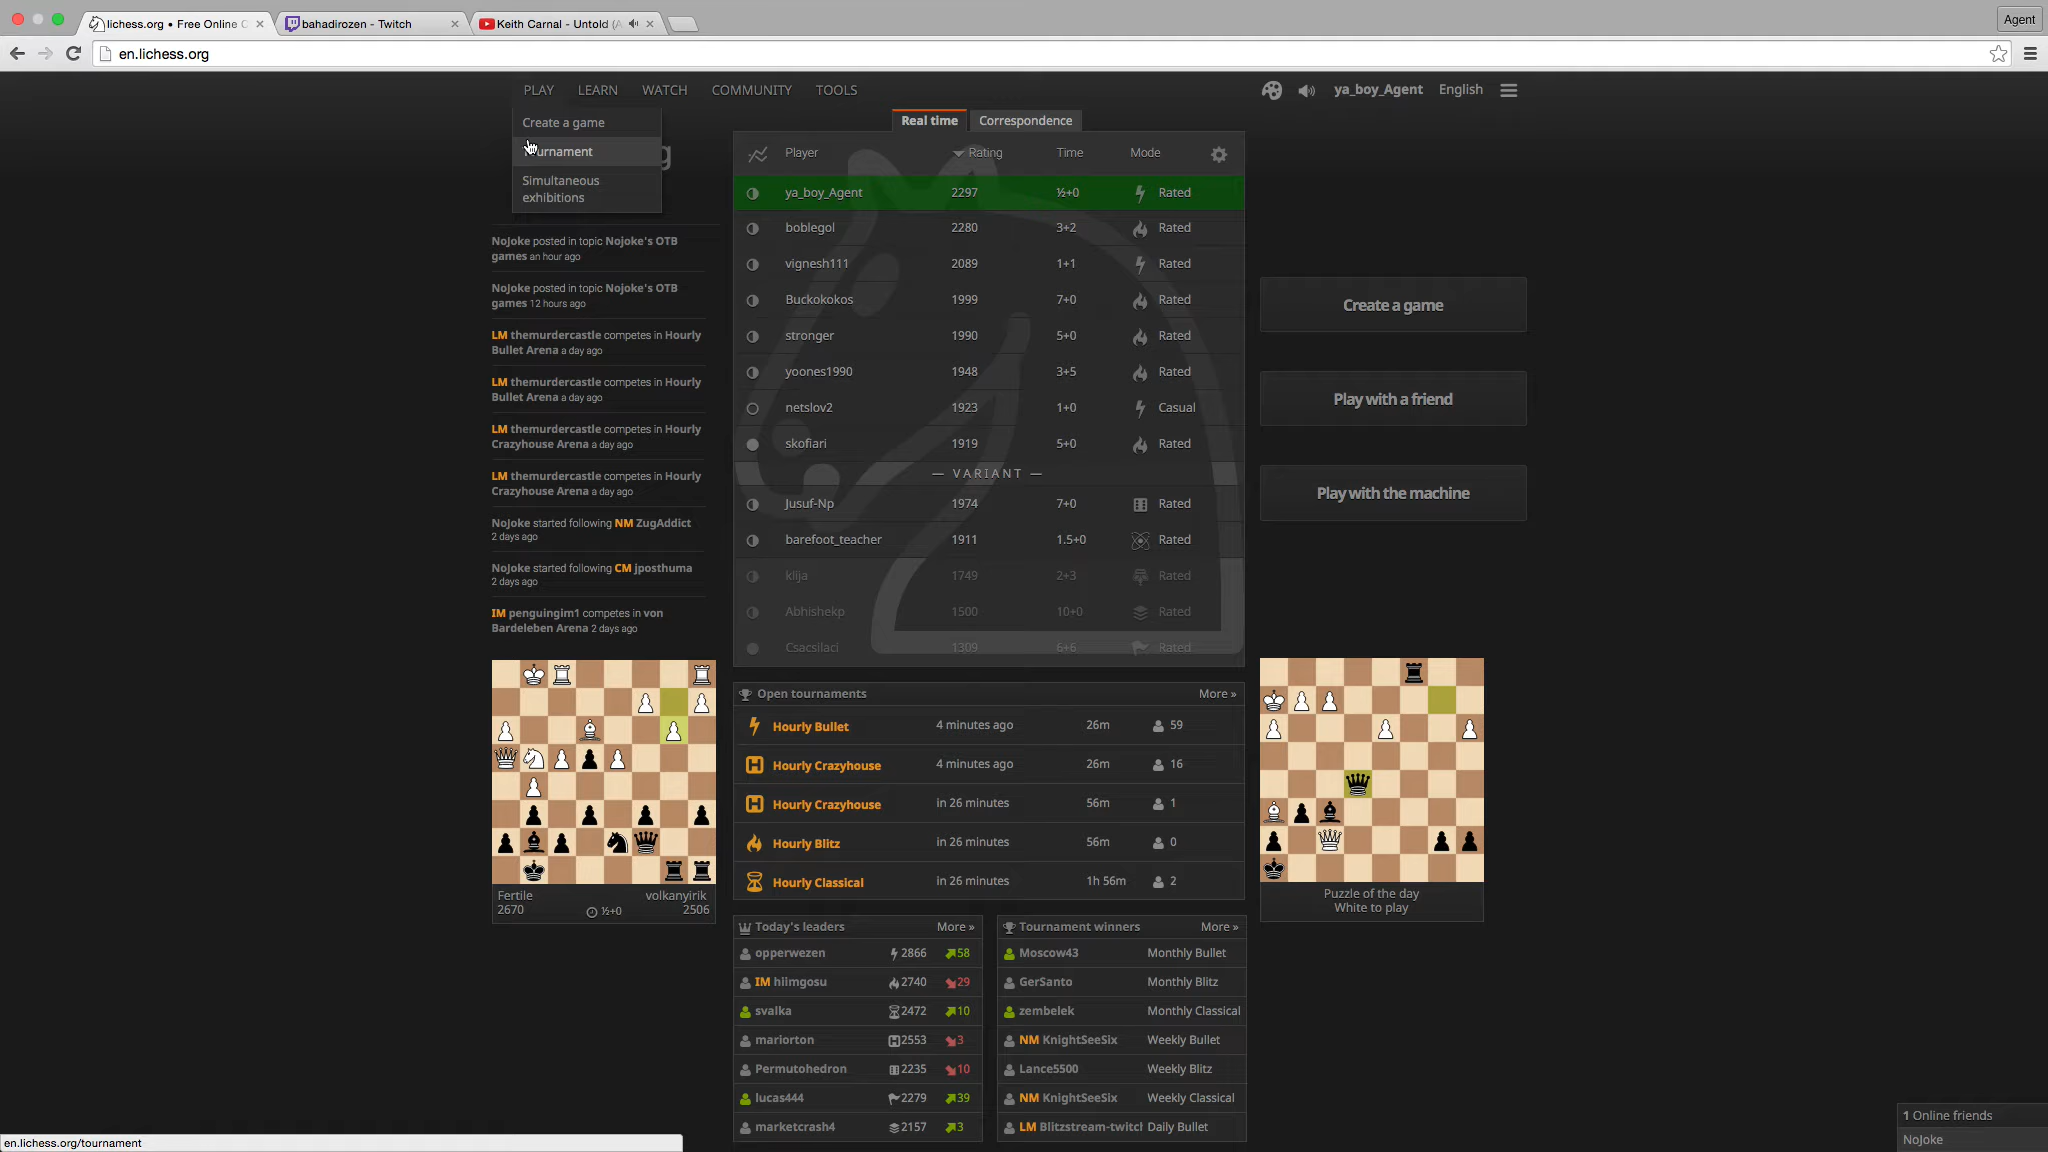 lichess.org • Free Online C
bahadirozen - Twitch
Keith Carnal - Untold (A
Agent
en.lichess.org
PLAY
LEARN
WATCH
COMMUNITY
TOOLS
ya_boy_Agent
English
Create a game
Tournament
Simultaneous
exhibitions
g
NoJoke posted in topic Nojoke's OTB
games an hour ago
NoJoke posted in topic Nojoke's OTB
games 12 hours ago
LM themurdercastle competes in Hourly
Bullet Arena a day ago
LM themurdercastle competes in Hourly
Bullet Arena a day ago
LM themurdercastle competes in Hourly
Crazyhouse Arena a day ago
LM themurdercastle competes in Hourly
Crazyhouse Arena a day ago
NoJoke started following NM ZugAddict
2 days ago
NoJoke started following CM jposthuma
2 days ago
IM penguingim1 competes in von
Bardeleben Arena 2 days ago
Fertile volkanyirik
2670 ½+0 2506
Real time Correspondence
Player Rating Time Mode
ya_boy_Agent 2297 ½+0 Rated
boblegol 2280 3+2 Rated
vignesh111 2089 1+1 Rated
Buckokokos 1999 7+0 Rated
stronger 1990 5+0 Rated
yoones1990 1948 3+5 Rated
netslov2 1923 1+0 Casual
skofiari 1919 5+0 Rated
— VARIANT —
Jusuf-Np 1974 7+0 Rated
barefoot_teacher 1911 1.5+0 Rated
klija 1749 2+3 Rated
Abhishekp 1500 10+0 Rated
Csacsilaci 1309 6+6 Rated
Open tournaments More »
Hourly Bullet 4 minutes ago 26m 59
Hourly Crazyhouse 4 minutes ago 26m 16
Hourly Crazyhouse in 26 minutes 56m 1
Hourly Blitz in 26 minutes 56m 0
Hourly Classical in 26 minutes 1h 56m 2
Today's leaders More »
opperwezen 2866 58
IM hiimgosu 2740 29
svalka 2472 10
mariorton 2553 3
Permutohedron 2235 10
lucas444 2279 39
marketcrash4 2157 3
Tournament winners More »
Moscow43 Monthly Bullet
GerSanto Monthly Blitz
zembelek Monthly Classical
NM KnightSeeSix Weekly Bullet
Lance5500 Weekly Blitz
NM KnightSeeSix Weekly Classical
LM Blitzstream-twitcl Daily Bullet
Create a game
Play with a friend
Play with the machine
Puzzle of the day
White to play
1 Online friends
NoJoke
en.lichess.org/tournament